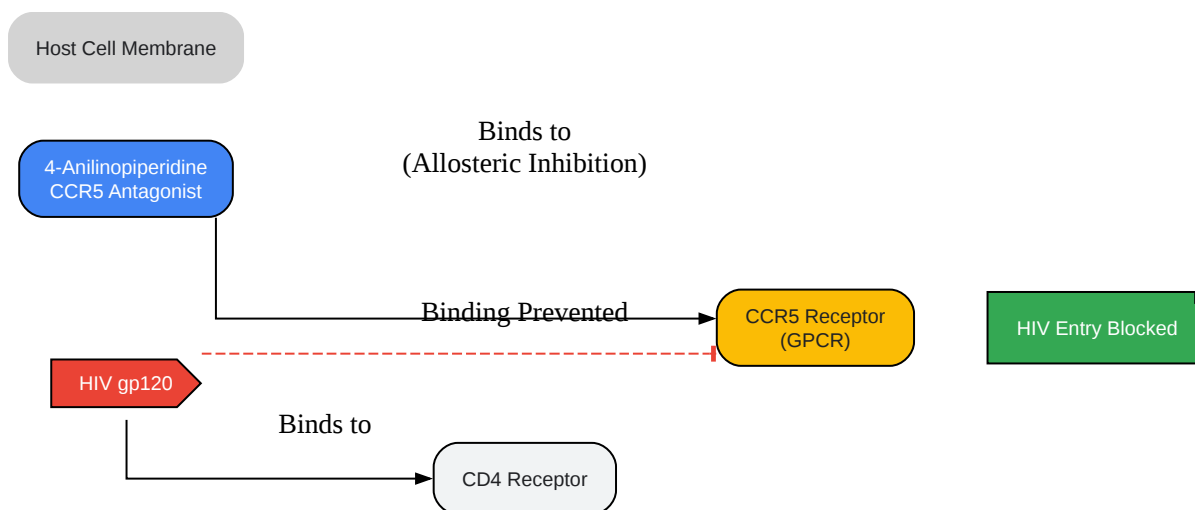 Host Cell Membrane
Binds to
(Allosteric Inhibition)
4-Anilinopiperidine
CCR5 Antagonist
Binding Prevented
CCR5 Receptor
(GPCR)
HIV Entry Blocked
HIV gp120
Binds to
CD4 Receptor